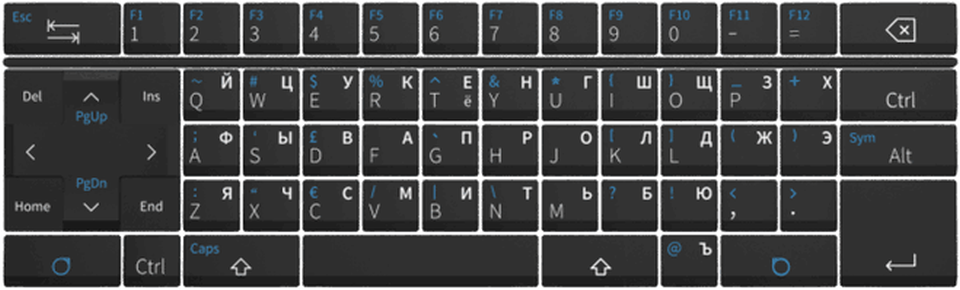 Esc F1 F2 F3 F4 F5 F6 F7 F8 F9 F10 F11 F12
1 2 3 4 5 6 7 8 9 0 - =
Del Ins ~ Й # Ц $ У % К ^ Е & Н * Г { Ш } Щ _ З + Х
PgUp Q W E R T ё Y U I O P Ctrl
; Ф ' Ы £ В А ` П Р О [ Л ] Д ( Ж ) Э Sym
A S D F G H J K L Alt
PgDn : Я " Ч € С / М | И \ Т Ь ? Б ! Ю < >
Home End Z X C V B N M , .
Ctrl Caps @ Ъ